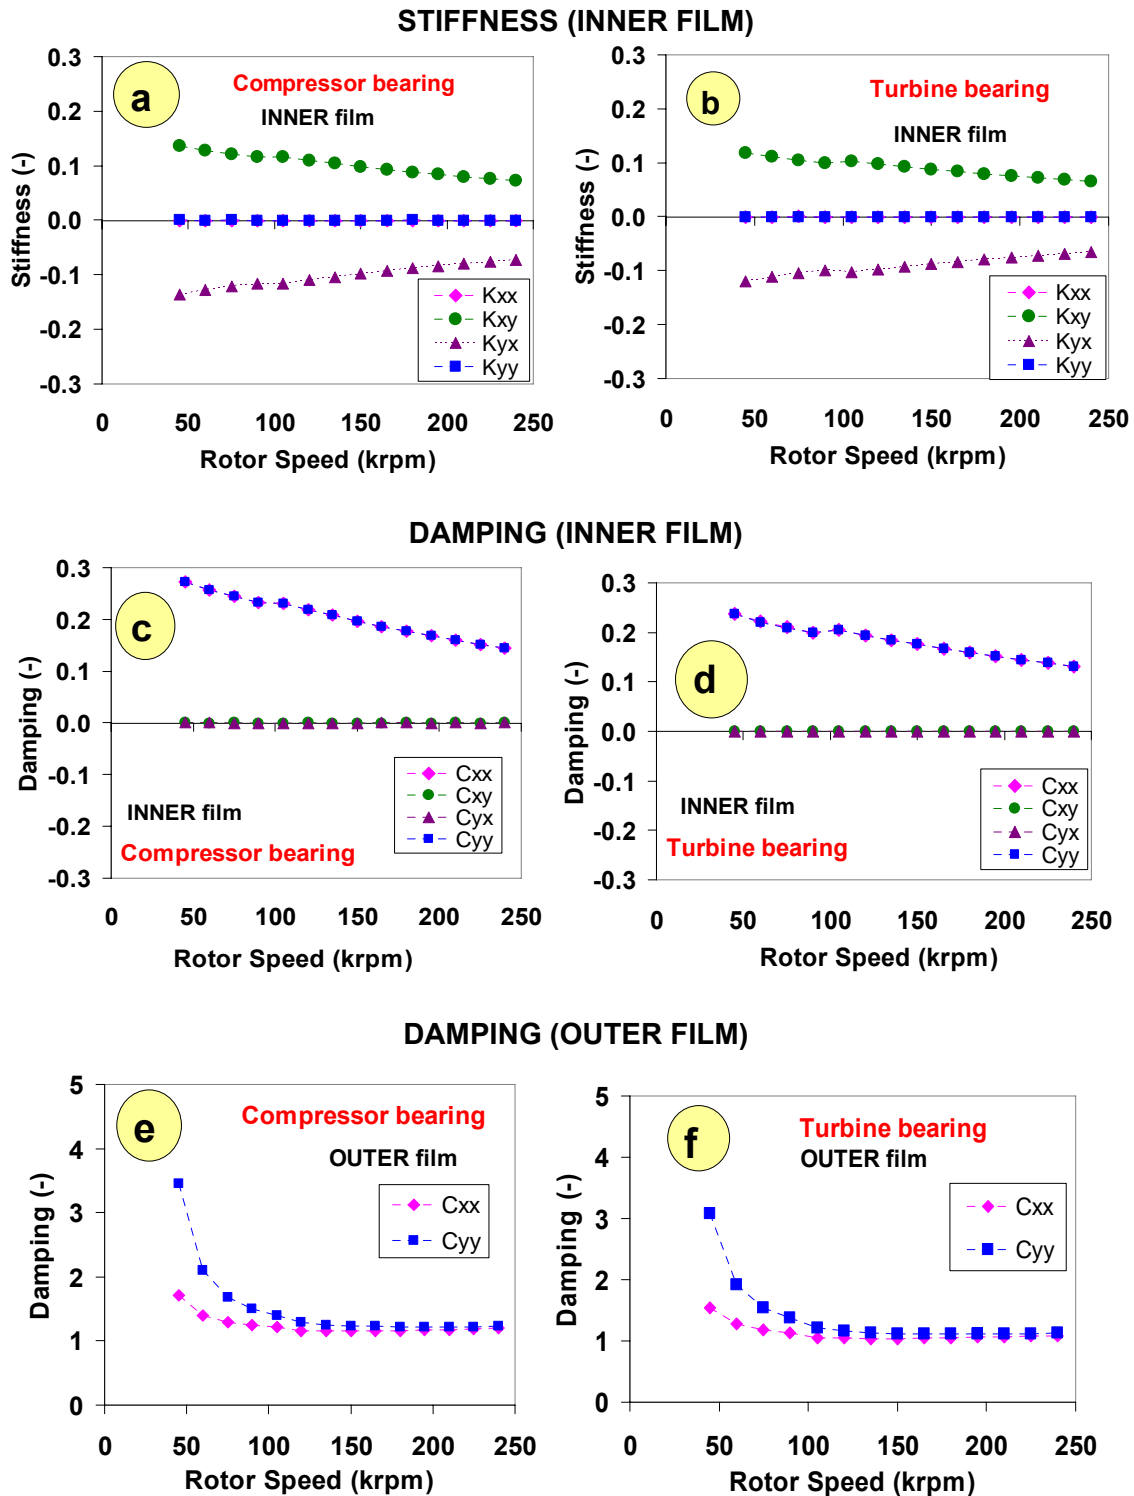 STIFFNESS (INNER FILM)
0.3
0.2
0.1
0.0
-0.1
-0.2
-0.3
0
50
100
150
200
250
Rotor Speed (krpm)
Stiffness (-)
a
Compressor bearing
INNER film
Kxx
Kxy
Kyx
Kyy
0.3
0.2
0.1
0.0
-0.1
-0.2
-0.3
0
50
100
150
200
250
Rotor Speed (krpm)
Stiffness (-)
b
Turbine bearing
INNER film
Kxx
Kxy
Kyx
Kyy
DAMPING (INNER FILM)
0.3
0.2
0.1
0.0
-0.1
-0.2
-0.3
0
50
100
150
200
250
Rotor Speed (krpm)
Damping (-)
c
INNER film
Compressor bearing
Cxx
Cxy
Cyx
Cyy
0.3
0.2
0.1
0.0
-0.1
-0.2
-0.3
0
50
100
150
200
250
Rotor Speed (krpm)
Damping (-)
d
INNER film
Turbine bearing
Cxx
Cxy
Cyx
Cyy
DAMPING (OUTER FILM)
5
4
3
2
1
0
0
50
100
150
200
250
Rotor Speed (krpm)
Damping (-)
e
Compressor bearing
OUTER film
Cxx
Cyy
5
4
3
2
1
0
0
50
100
150
200
250
Rotor Speed (krpm)
Damping (-)
f
Turbine bearing
OUTER film
Cxx
Cyy